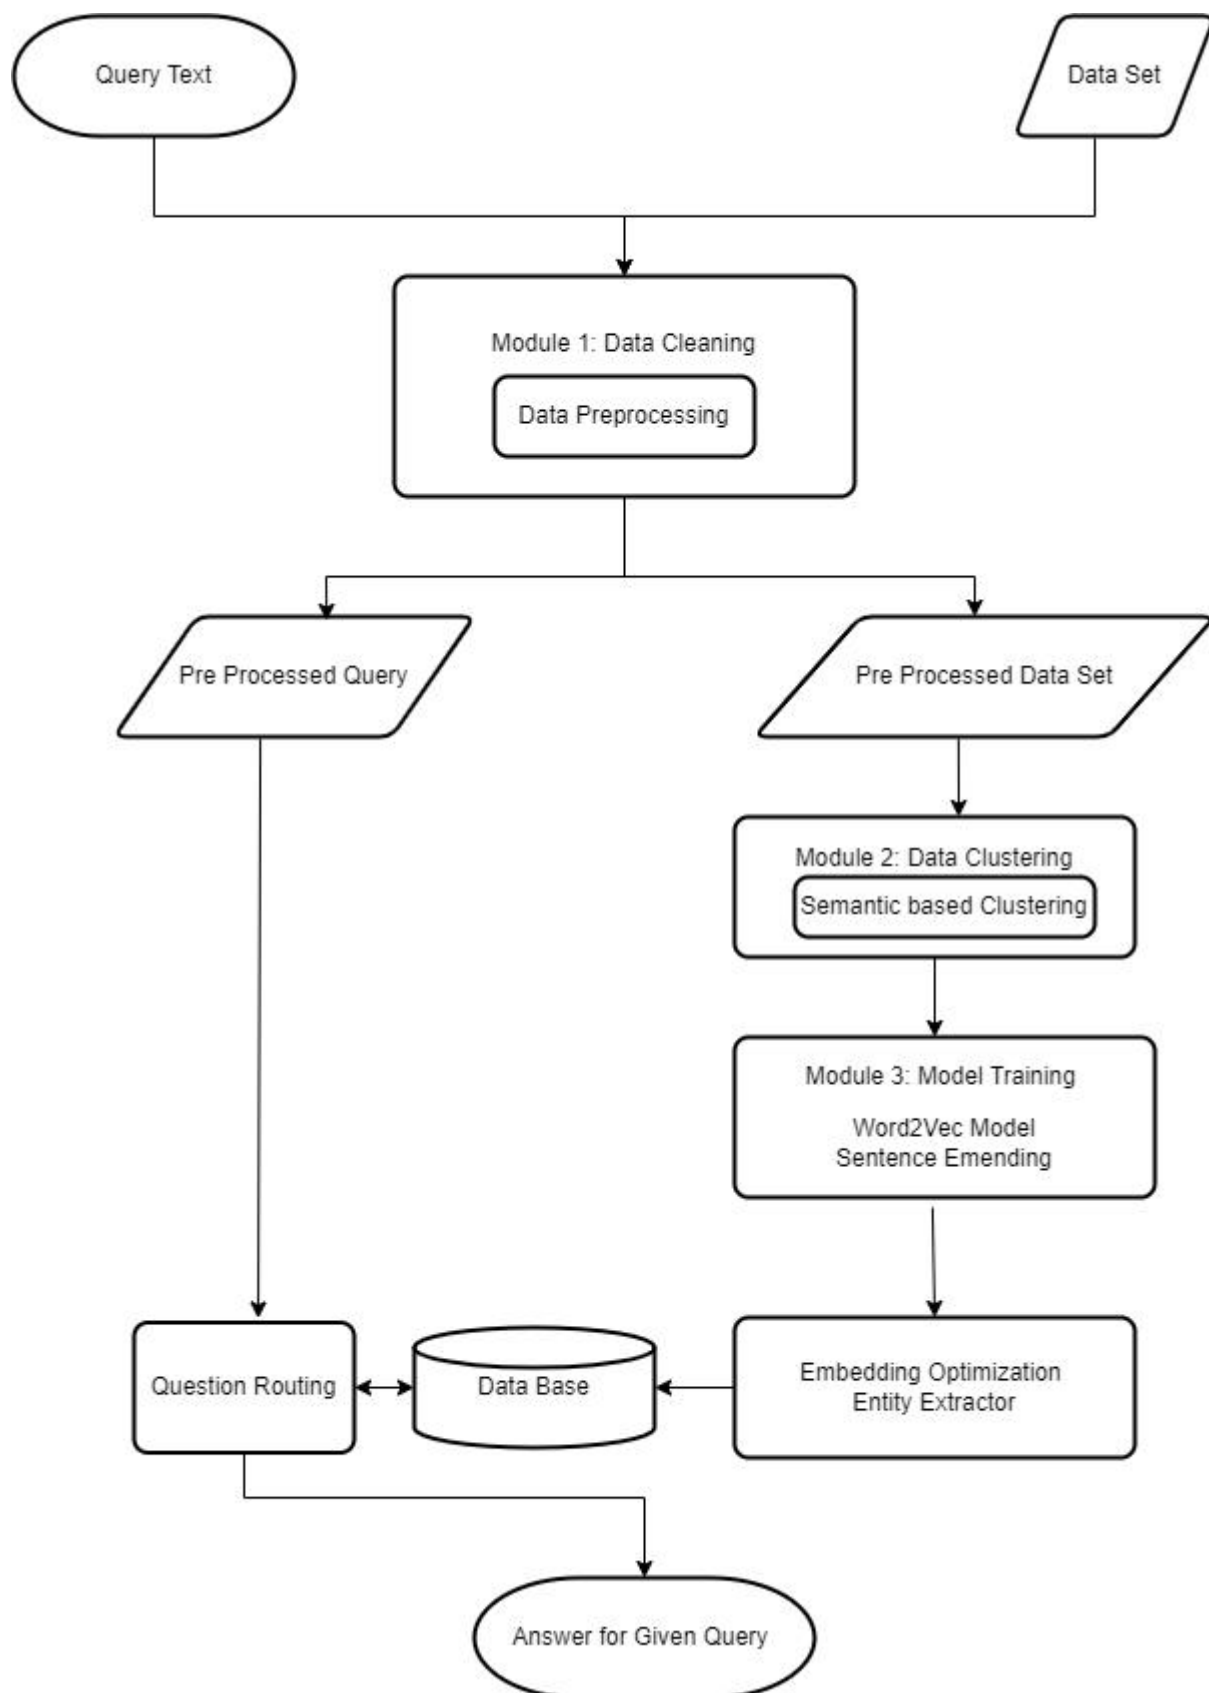 Query Text
Data Set
Module 1: Data Cleaning
Data Preprocessing
Pre Processed Query
Pre Processed Data Set
Module 2: Data Clustering
Semantic based Clustering
Module 3: Model Training
Word2Vec Model
Sentence Emending
Question Routing
Data Base
Embedding Optimization
Entity Extractor
Answer for Given Query